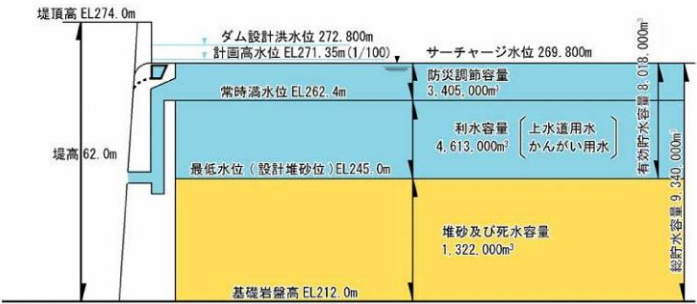 堤頂高EL274.0m
ダム設計洪水位 272.800m
計画高水位 EL271.35m(1/100)
サーチャージ水位 269.800m
防災調節容量
3,405,000m³
常時満水位 EL262.4m
利水容量
4,613,000m³
上水道用水
かんがい用水
有効貯水容量 8,018,000m³
堤高 62.0m
最低水位(設計堆砂位)EL245.0m
総貯水容量 9,340,000m³
堆砂及び死水容量
1,322,000m³
基礎岩盤高 EL212.0m